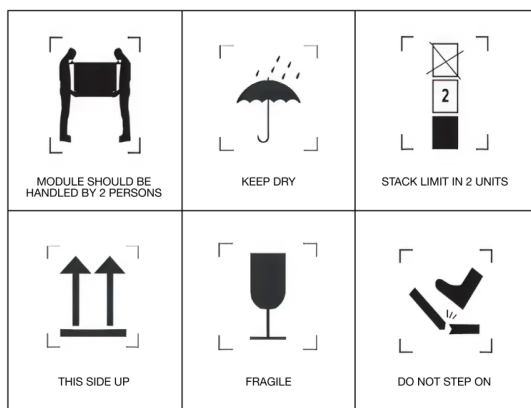 2
MODULE SHOULD BE
HANDLED BY 2 PERSONS
KEEP DRY
STACK LIMIT IN 2 UNITS
THIS SIDE UP
FRAGILE
DO NOT STEP ON